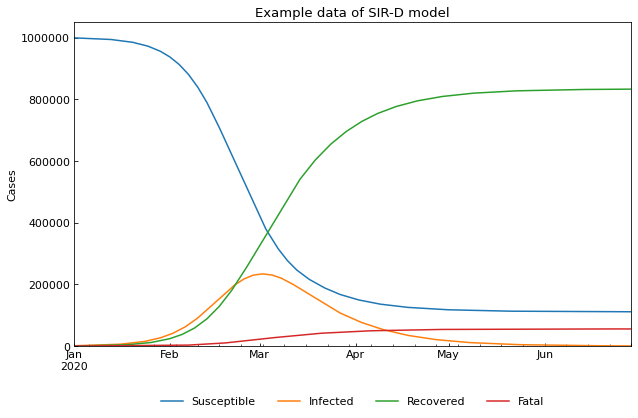 Example data of SIR-D model
Cases
1000000
800000
600000
400000
200000
0
Jan Feb Mar Apr May Jun
2020
Susceptible Infected Recovered Fatal